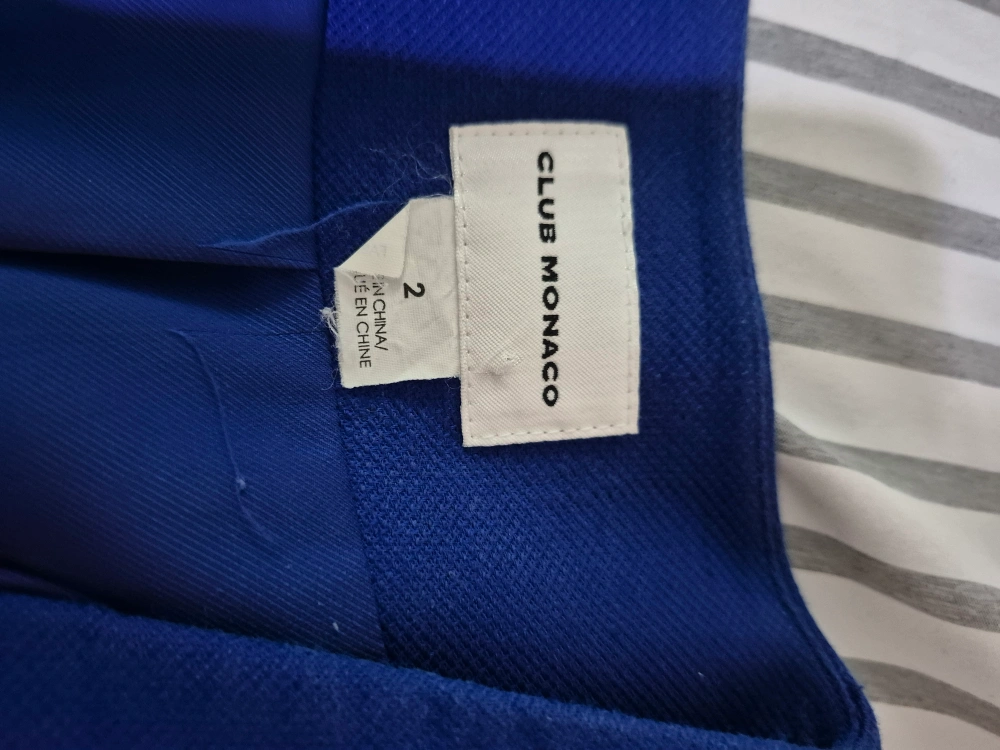 CLUB MONACO
2
IN CHINA/
EN CHINE